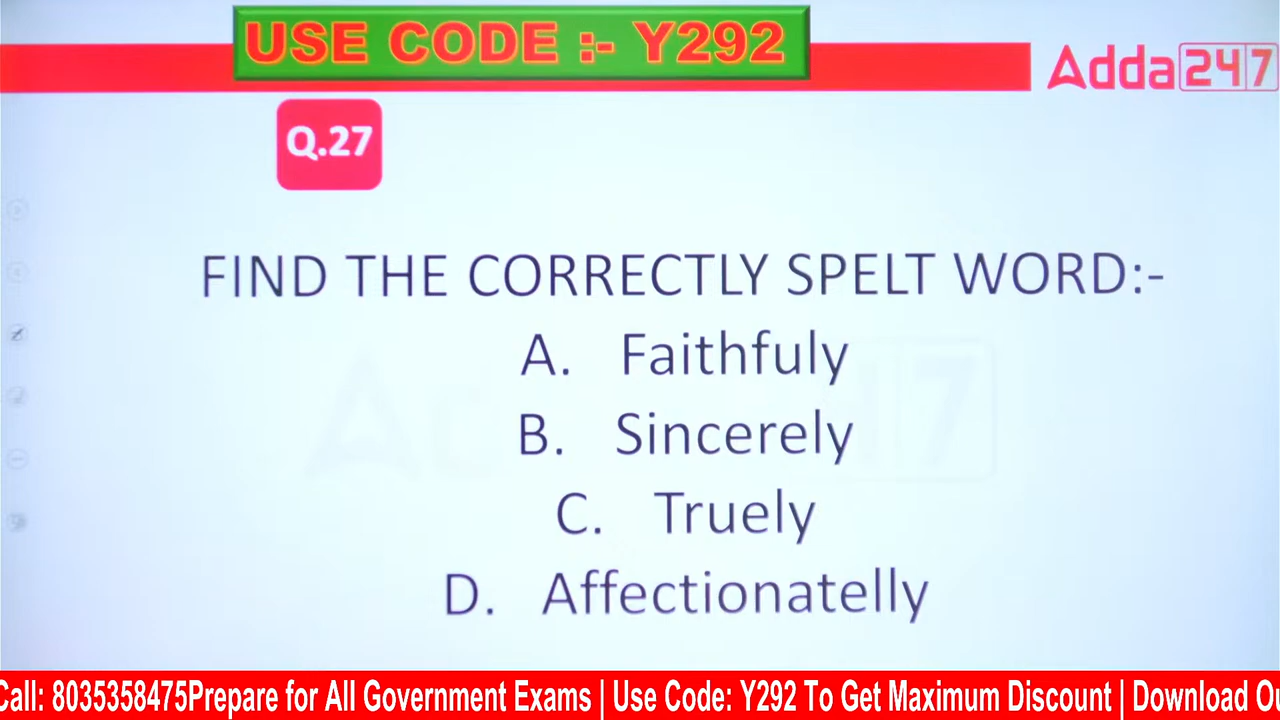 USE CODE :- Y292
Adda247
Q.27
FIND THE CORRECTLY SPELT WORD:-
A. Faithfuly
B. Sincerely
C. Truely
D. Affectionatelly
Call: 8035358475Prepare for All Government Exams | Use Code: Y292 To Get Maximum Discount | Download